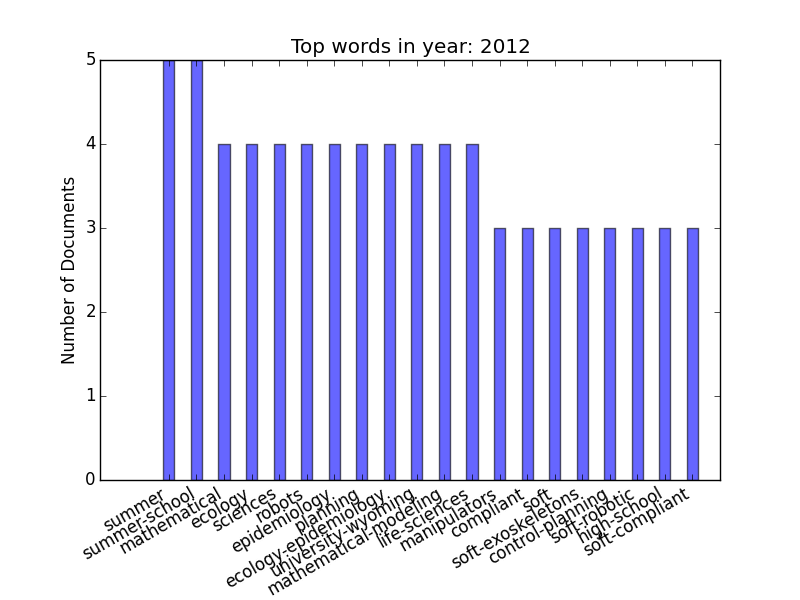 Top words in year: 2012
Number of Documents
5
4
3
2
1
0
summer
summer-school
mathematical
ecology
sciences
robots
epidemiology
planning
ecology-epidemiology
university-wyoming
mathematical-modeling
life-sciences
manipulators
compliant
soft
soft-exoskeletons
control-planning
soft-robotic
high-school
soft-compliant